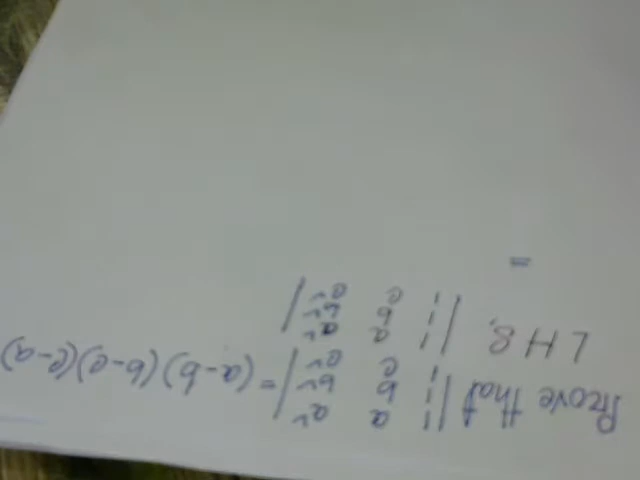 Prove that | 1 a a²
1 b b²
1 c c² | = (a-b)(b-c)(c-a)
LHS, | 1 a a²
1 b b²
1 c c² |
=